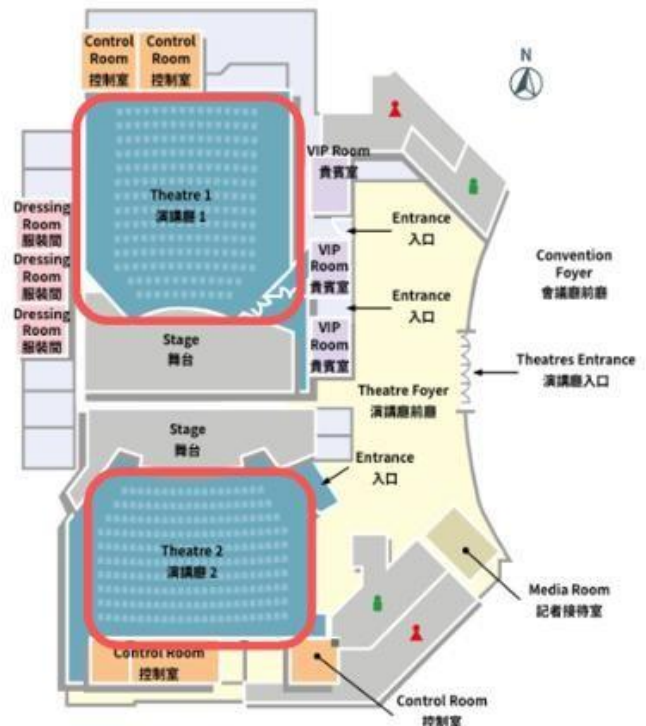 Control
Room
控制室
Control
Room
控制室
N
VIP Room
貴賓室
Theatre 1
演講廳 1
Dressing
Room
服裝間
Entrance
入口
Convention
Foyer
會議廳前廳
VIP
Room
貴賓室
Dressing
Room
服裝間
Entrance
入口
Dressing
Room
服裝間
VIP
Room
貴賓室
Stage
舞台
Theatres Entrance
演講廳入口
Theatre Foyer
演講廳前廳
Stage
舞台
Entrance
入口
Theatre 2
演講廳 2
Media Room
記者接待室
Control Room
控制室
Control Room
控制室